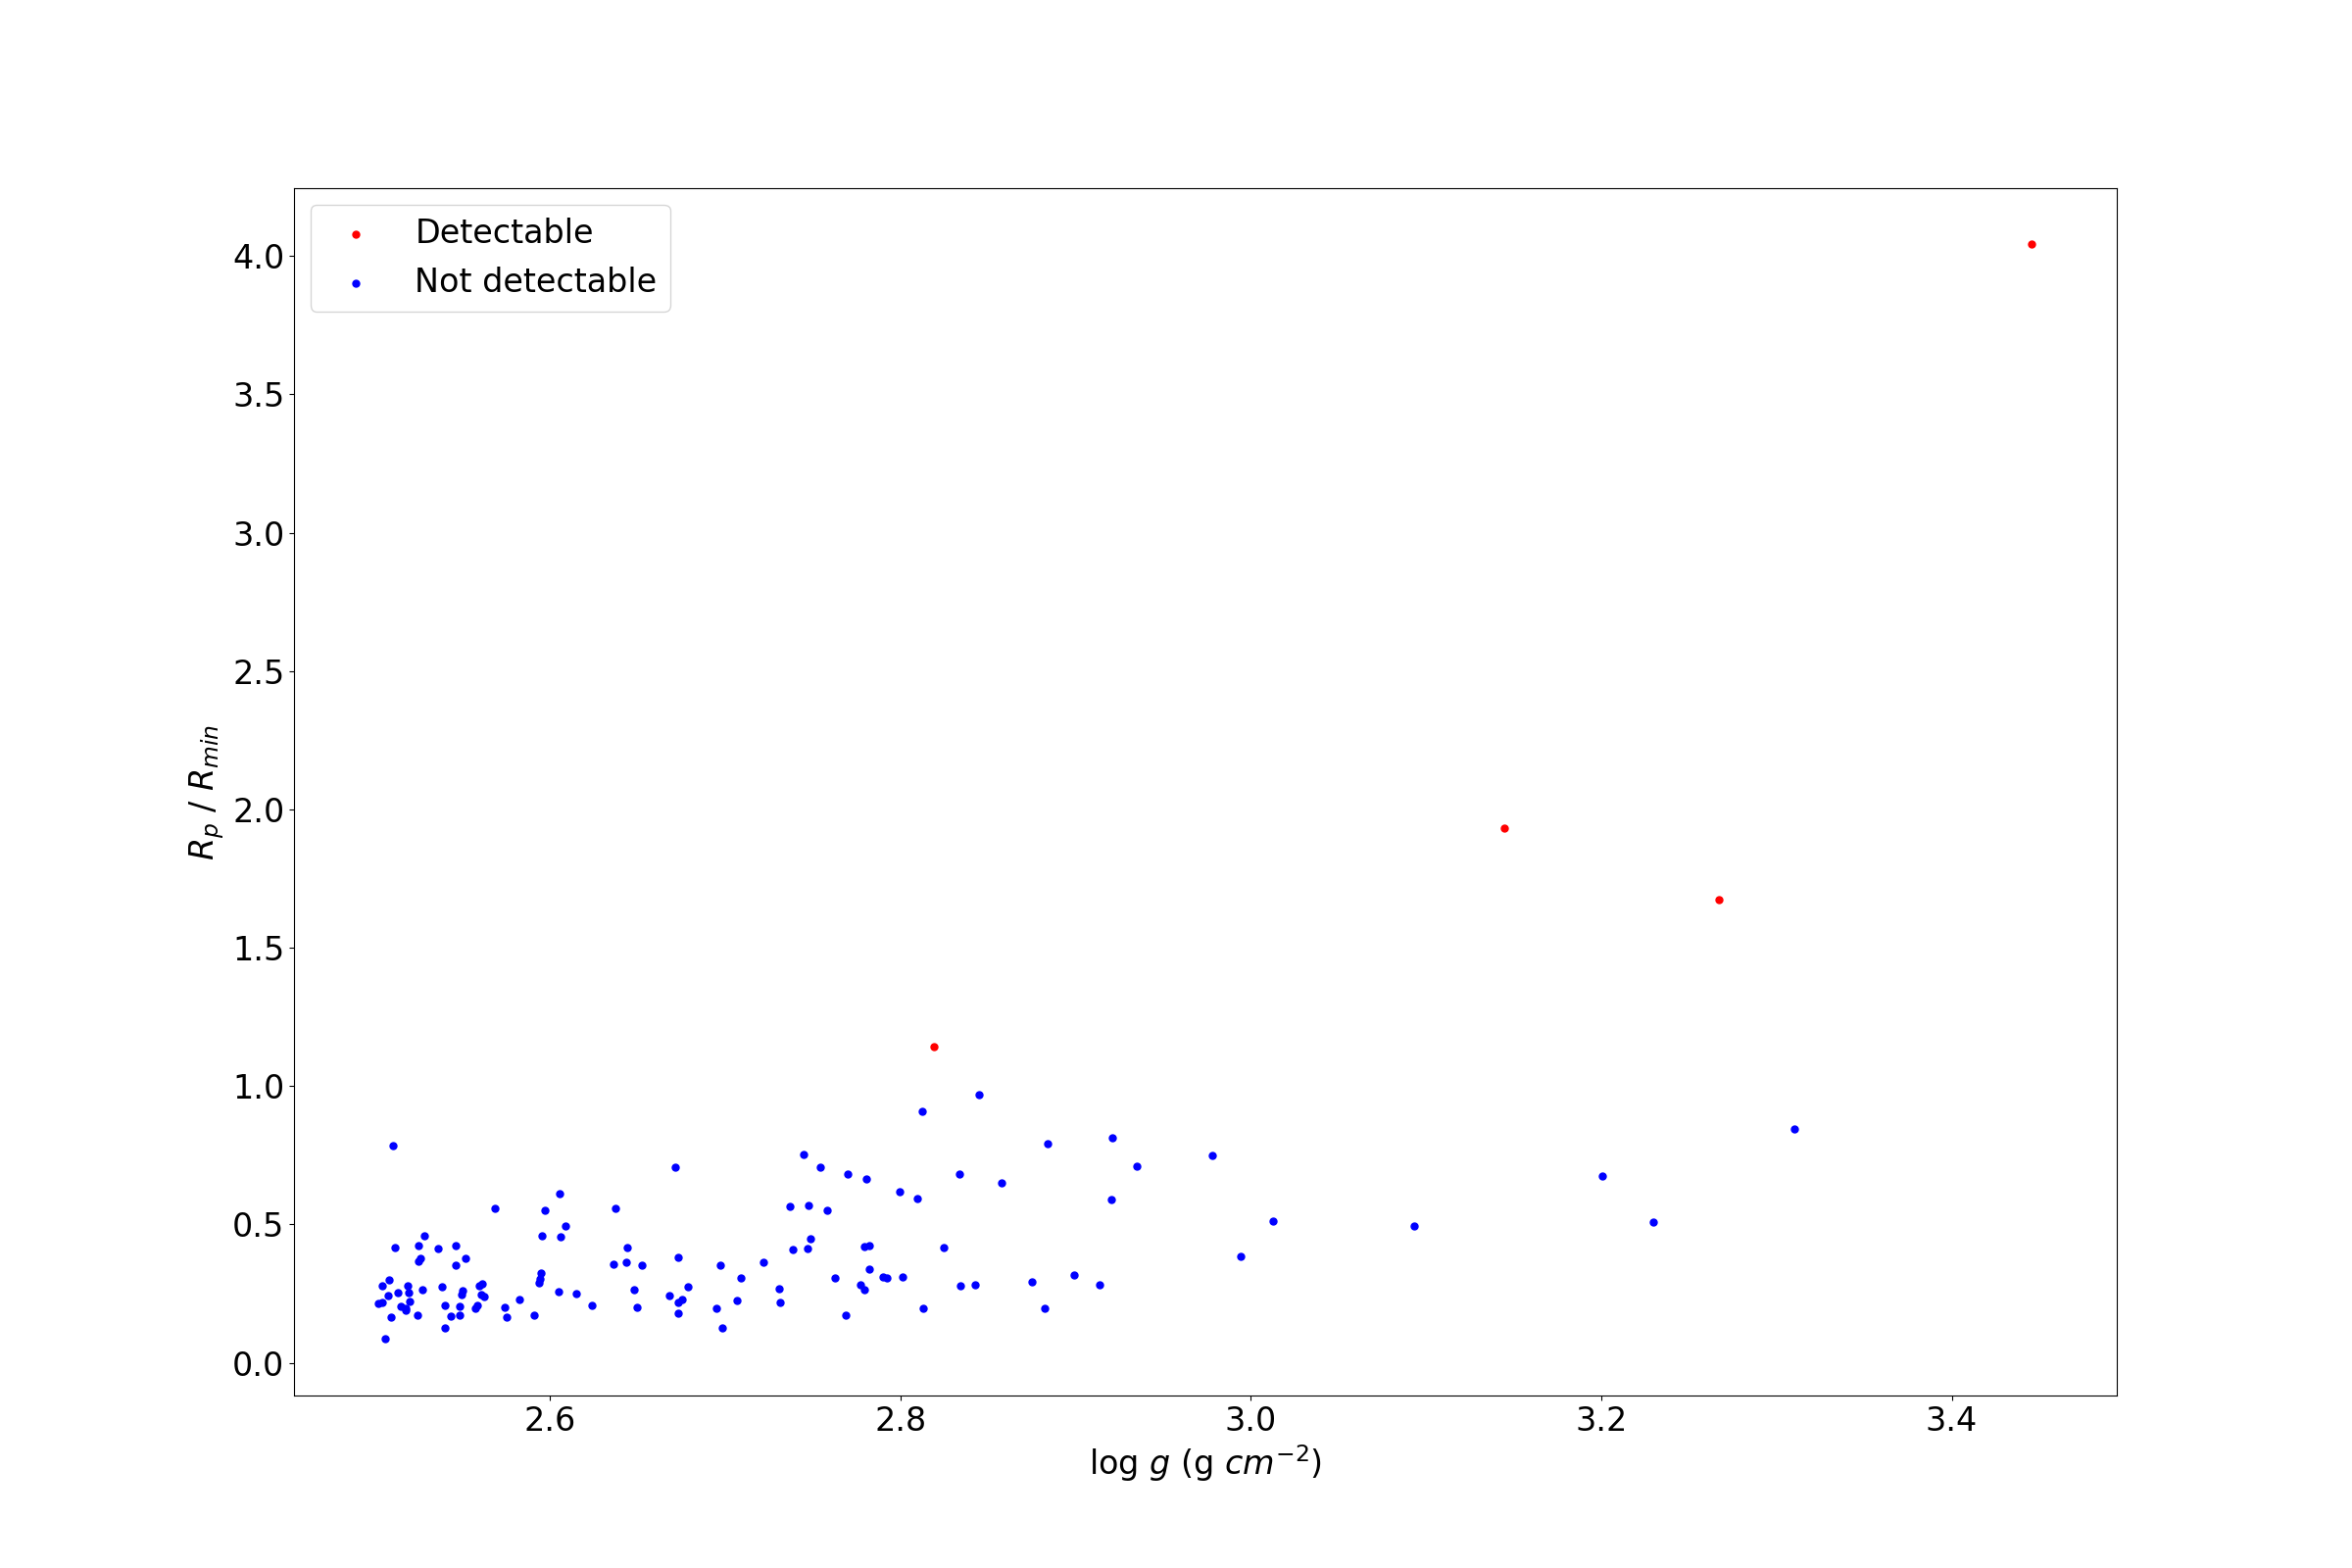 Detectable
Not detectable
4.0
3.5
3.0
2.5
2.0
1.5
1.0
0.5
0.0
R_p / R_min
2.6 2.8 3.0 3.2 3.4
log g (g cm⁻²)